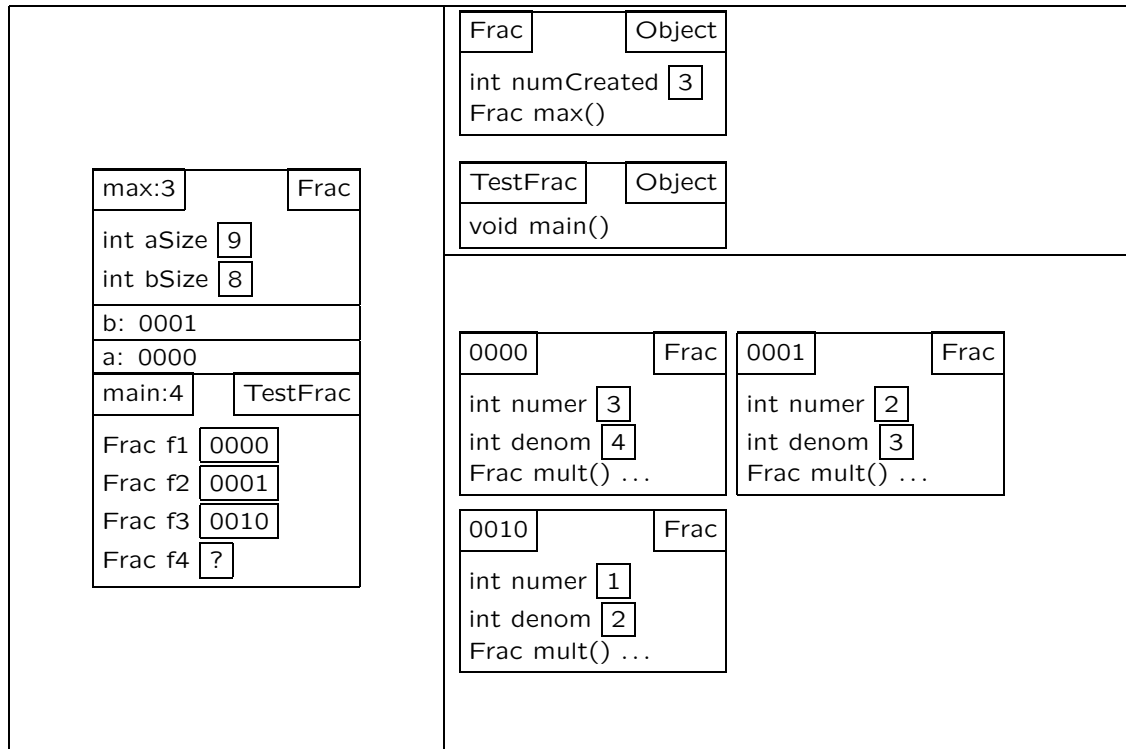 max:3 Frac
int aSize 9
int bSize 8
b: 0001
a: 0000
main:4 TestFrac
Frac f1 0000
Frac f2 0001
Frac f3 0010
Frac f4 ?
Frac Object
int numCreated 3
Frac max()
TestFrac Object
void main()
0000 Frac
int numer 3
int denom 4
Frac mult() ...
0001 Frac
int numer 2
int denom 3
Frac mult() ...
0010 Frac
int numer 1
int denom 2
Frac mult() ...